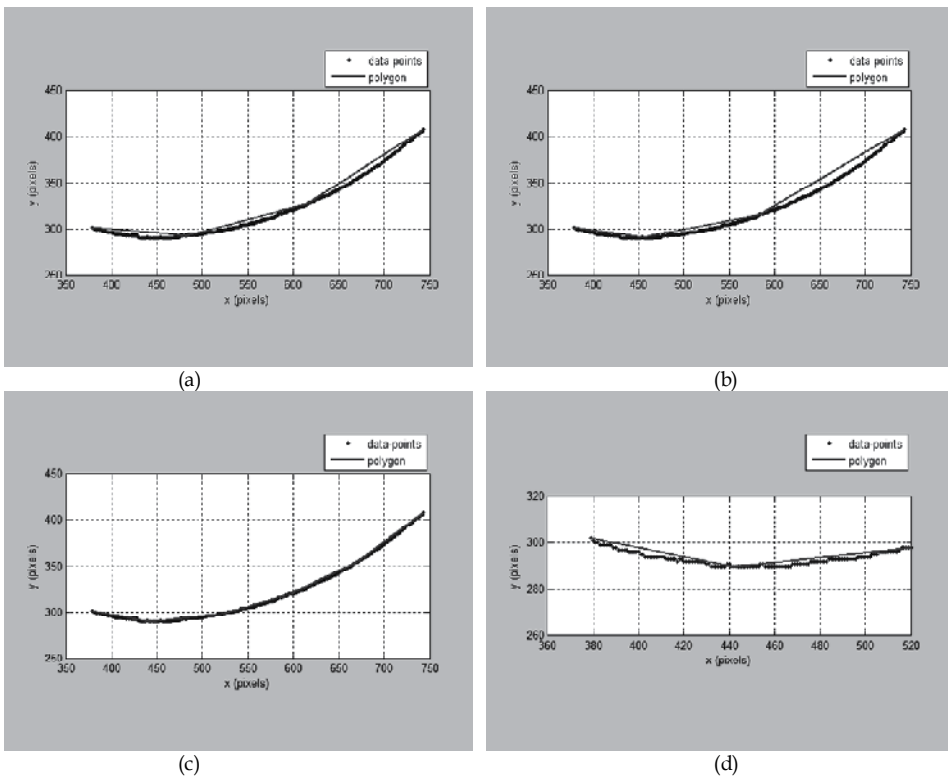 data points
polygon
450
400
350
300
250
y (pixels)
350 400 450 500 550 600 650 700 750
x (pixels)
(a)
data points
polygon
450
400
350
300
250
y (pixels)
350 400 450 500 550 600 650 700 750
x (pixels)
(b)
data-points
polygon
450
400
350
300
250
y (pixels)
350 400 450 500 550 600 650 700 750
x (pixels)
(c)
data-points
polygon
320
300
280
260
y (pixels)
360 380 400 420 440 460 480 500 520
x (pixels)
(d)